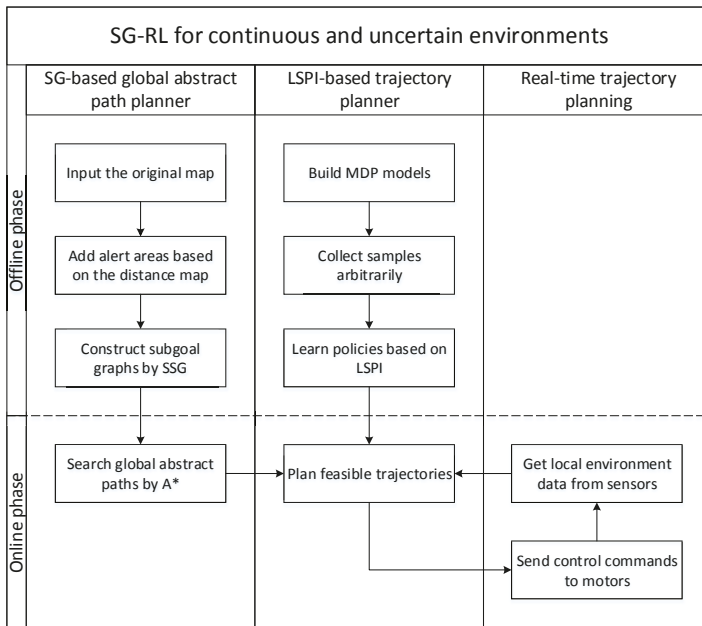 SG-RL for continuous and uncertain environments
SG-based global abstract
path planner
LSPI-based trajectory
planner
Real-time trajectory
planning
Offline phase
Input the original map
Add alert areas based
on the distance map
Construct subgoal
graphs by SSG
Build MDP models
Collect samples
arbitrarily
Learn policies based on
LSPI
Online phase
Search global abstract
paths by A*
Plan feasible trajectories
Get local environment
data from sensors
Send control commands
to motors